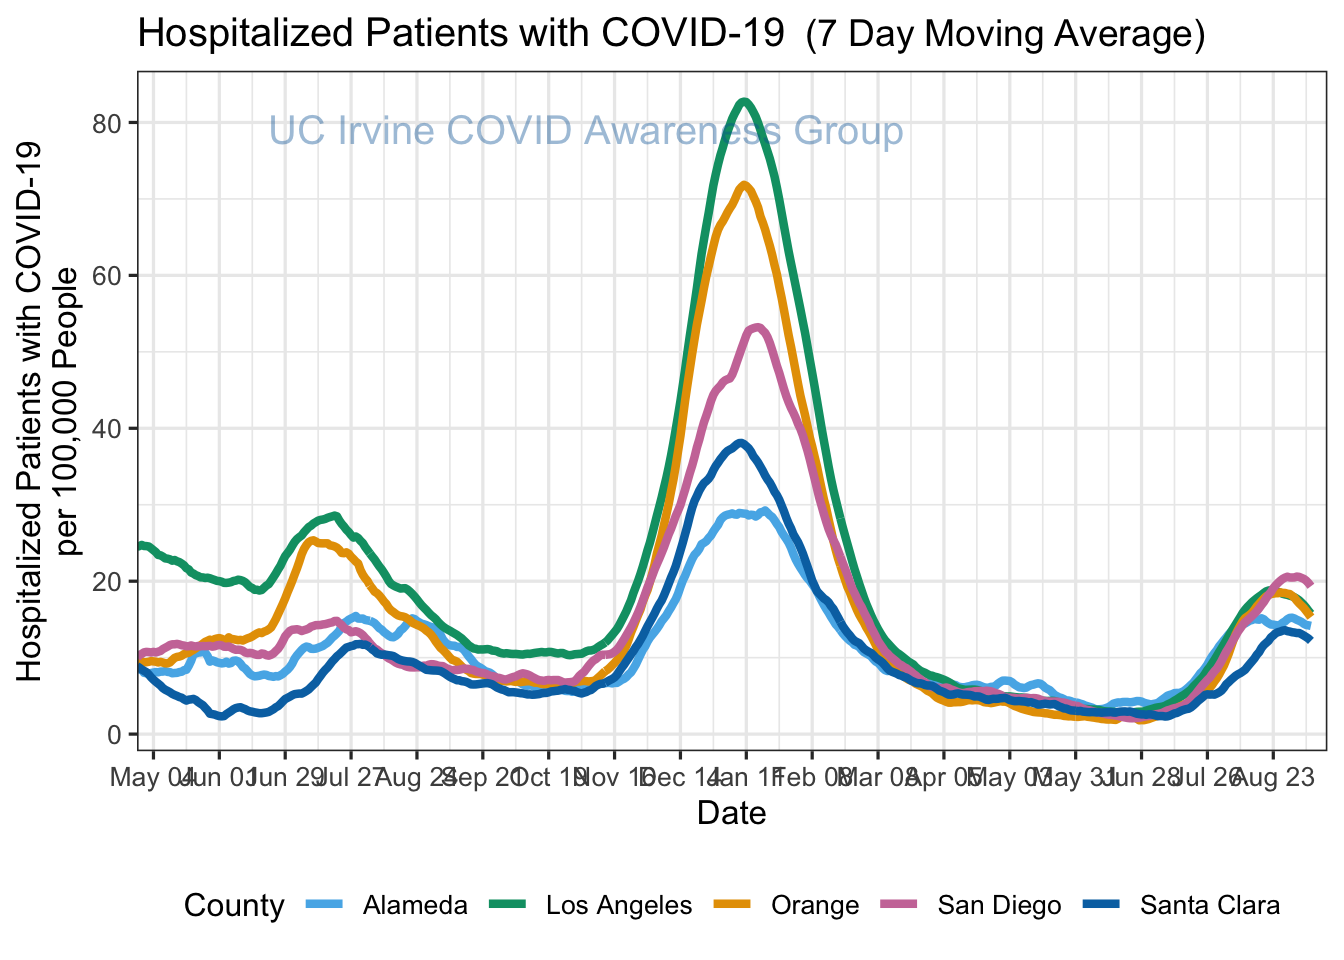 Hospitalized Patients with COVID-19 (7 Day Moving Average)
UC Irvine COVID Awareness Group
Hospitalized Patients with COVID-19
per 100,000 People
80
60
40
20
0
May 04 Jun 01 Jun 29 Jul 27 Aug 24 Sep 21 Oct 19 Nov 16 Dec 14 Jan 11 Feb 08 Mar 08 Apr 05 May 03 May 31 Jun 28 Jul 26 Aug 23
Date
County Alameda Los Angeles Orange San Diego Santa Clara